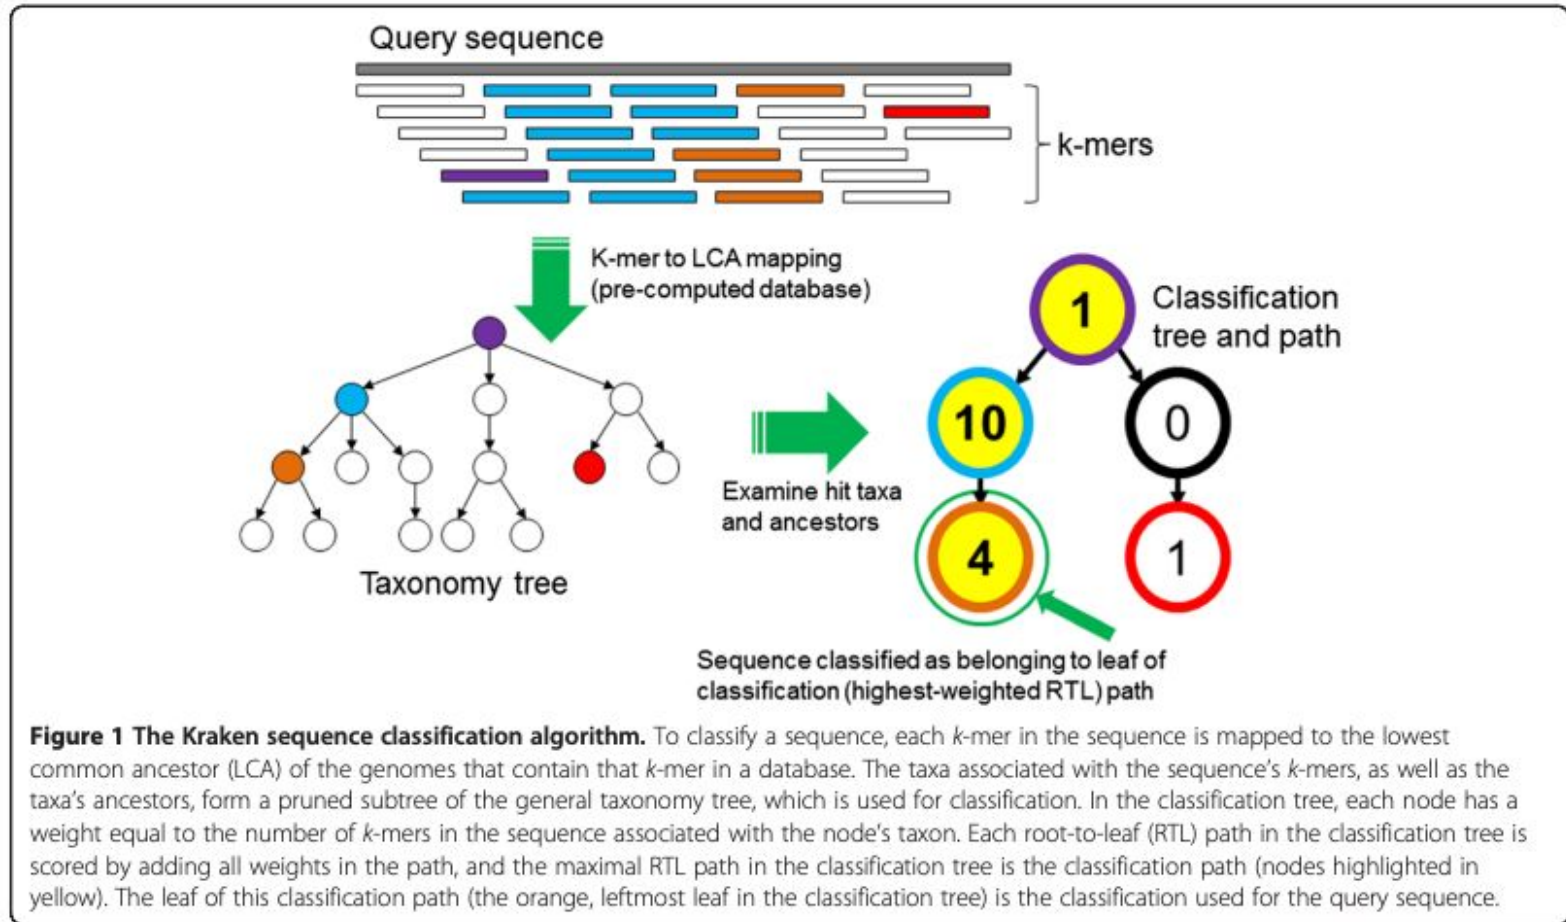 Query sequence
k-mers
K-mer to LCA mapping
(pre-computed database)
1
Classification
tree and path
10
0
Examine hit taxa
and ancestors
4
1
Taxonomy tree
Sequence classified as belonging to leaf of
classification (highest-weighted RTL) path
Figure 1 The Kraken sequence classification algorithm. To classify a sequence, each k-mer in the sequence is mapped to the lowest
common ancestor (LCA) of the genomes that contain that k-mer in a database. The taxa associated with the sequence's k-mers, as well as the
taxa's ancestors, form a pruned subtree of the general taxonomy tree, which is used for classification. In the classification tree, each node has a
weight equal to the number of k-mers in the sequence associated with the node's taxon. Each root-to-leaf (RTL) path in the classification tree is
scored by adding all weights in the path, and the maximal RTL path in the classification tree is the classification path (nodes highlighted in
yellow). The leaf of this classification path (the orange, leftmost leaf in the classification tree) is the classification used for the query sequence.